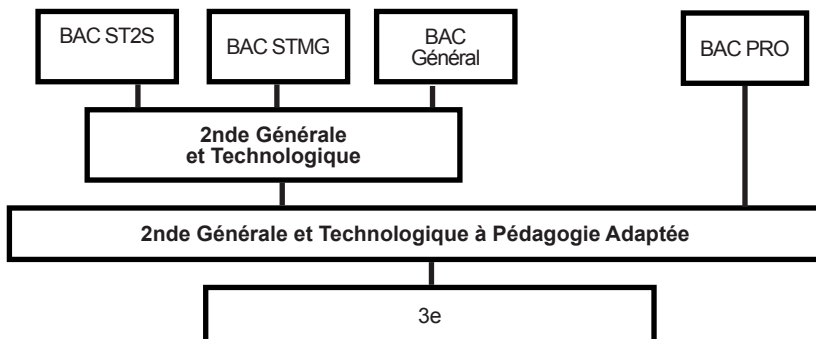 BAC ST2S
BAC STMG
BAC
Général
BAC PRO
2nde Générale
et Technologique
2nde Générale et Technologique à Pédagogie Adaptée
3e